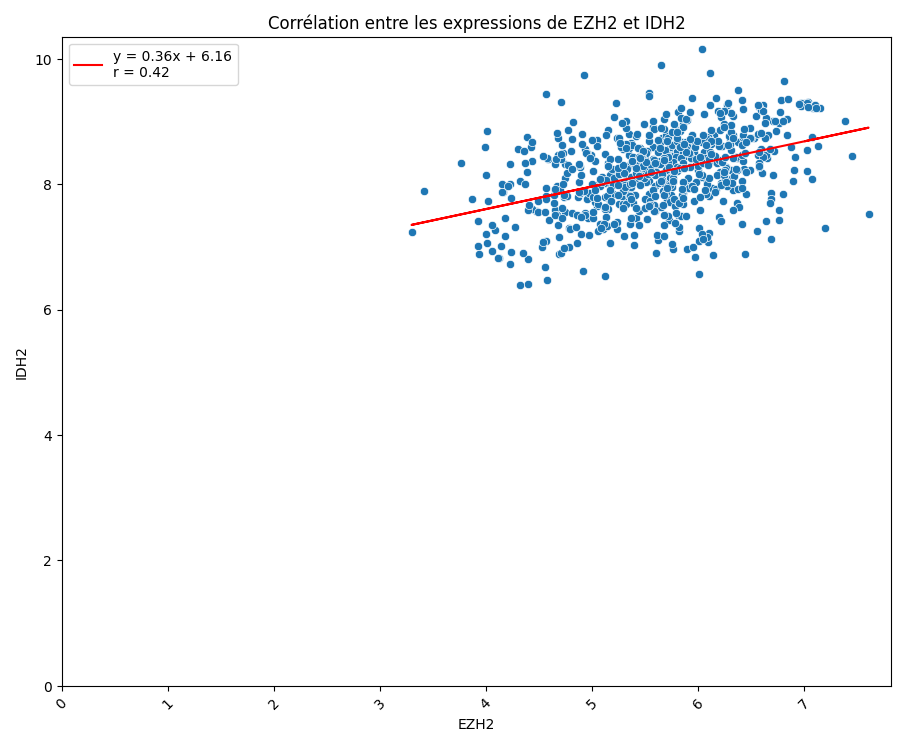 Corrélation entre les expressions de EZH2 et IDH2
y = 0.36x + 6.16
r = 0.42
10
8
6
4
2
0
IDH2
0
1
2
3
4
5
6
7
EZH2